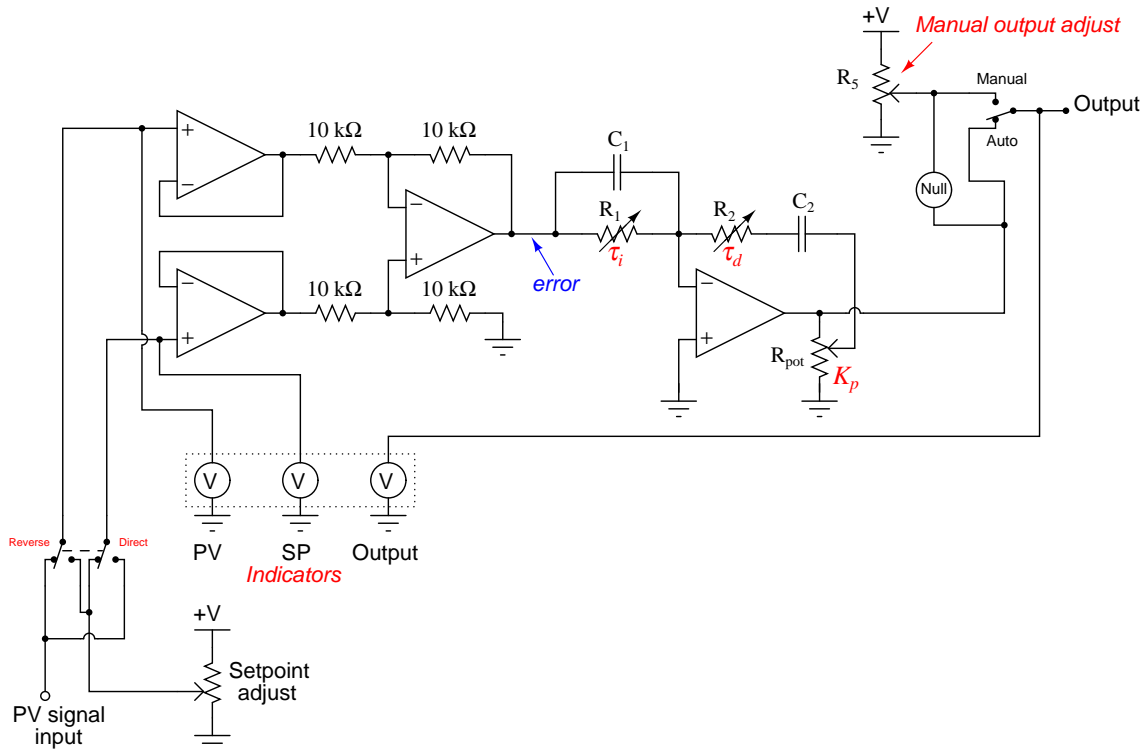 +V
Manual output adjust
R5
Manual
Output
Auto
Null
10 kΩ
10 kΩ
C1
R1
τi
R2
τd
C2
error
10 kΩ
10 kΩ
Rpot
Kp
V
V
V
PV
SP
Output
Indicators
Reverse
Direct
+V
Setpoint
adjust
PV signal
input
+
−
−
+
−
+
−
+